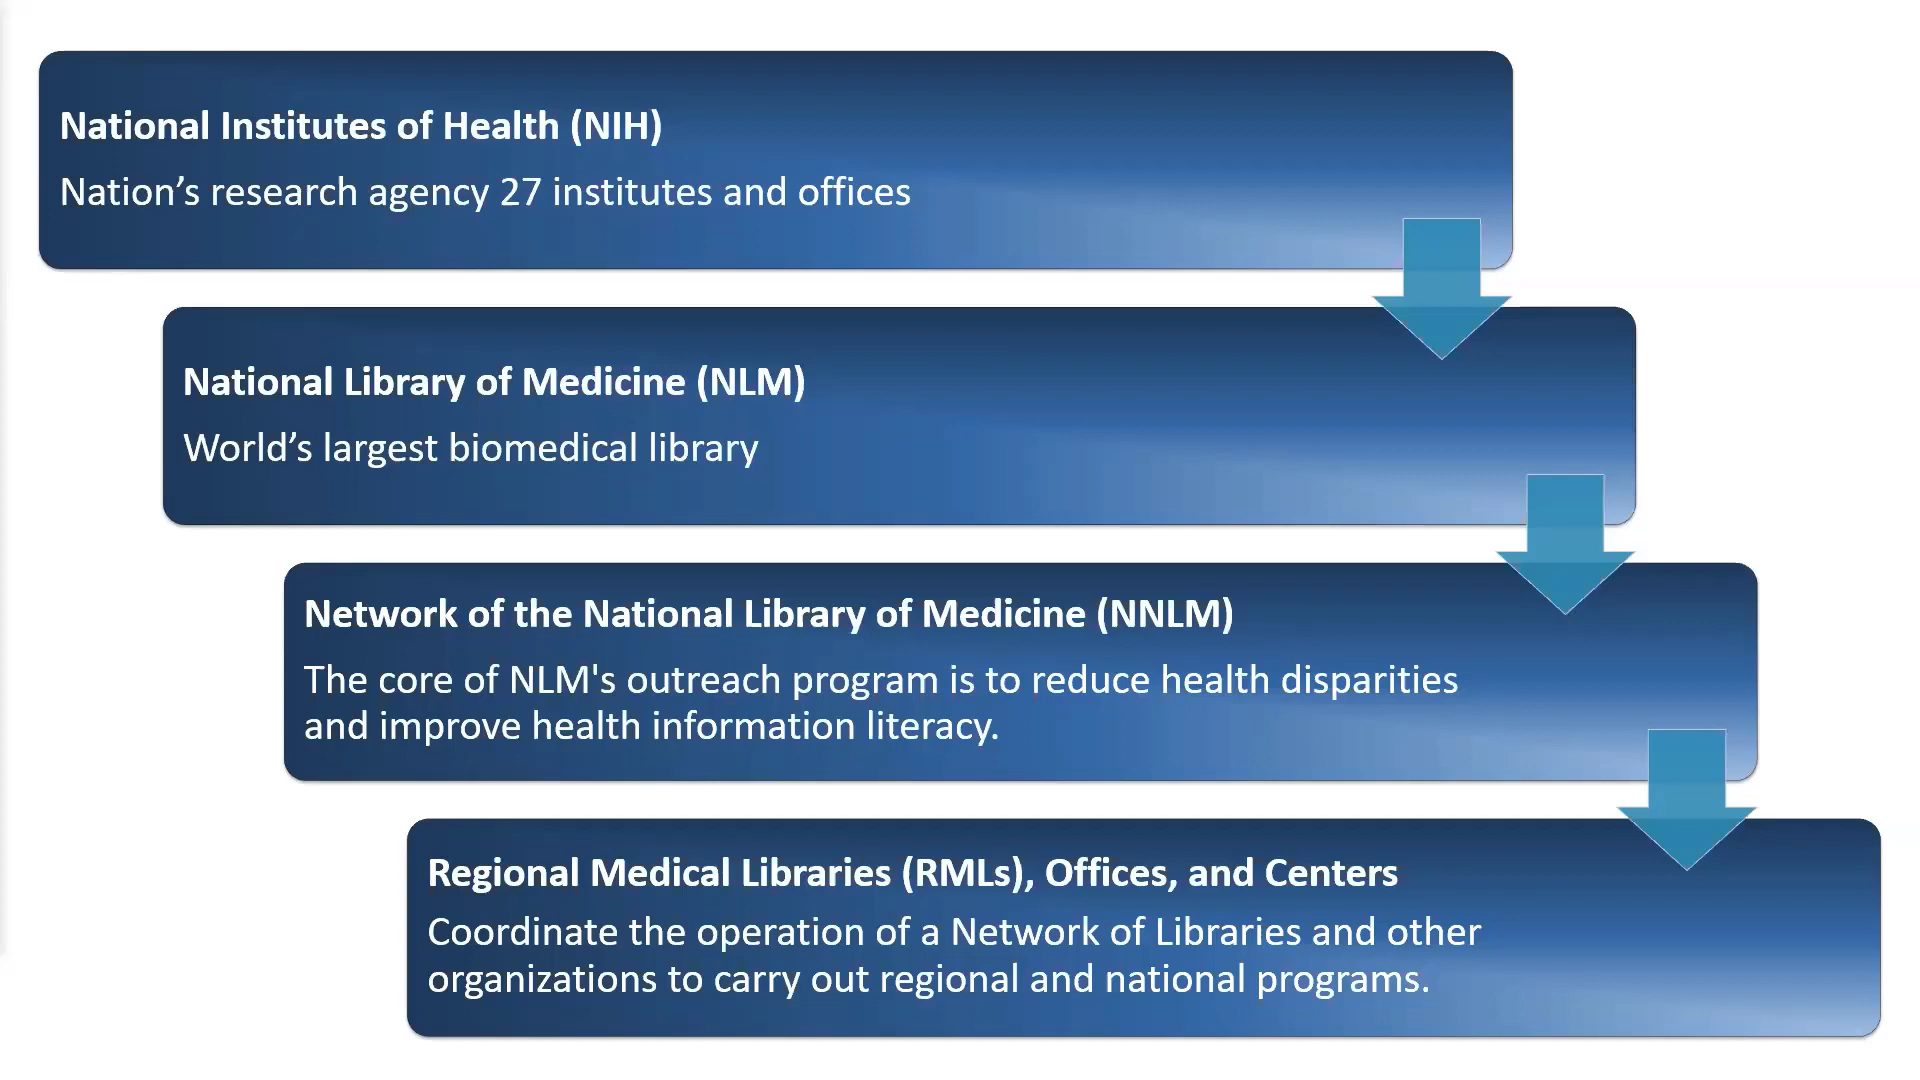 National Institutes of Health (NIH)
Nation’s research agency 27 institutes and offices
National Library of Medicine (NLM)
World’s largest biomedical library
Network of the National Library of Medicine (NNLM)
The core of NLM's outreach program is to reduce health disparities
and improve health information literacy.
Regional Medical Libraries (RMLs), Offices, and Centers
Coordinate the operation of a Network of Libraries and other
organizations to carry out regional and national programs.